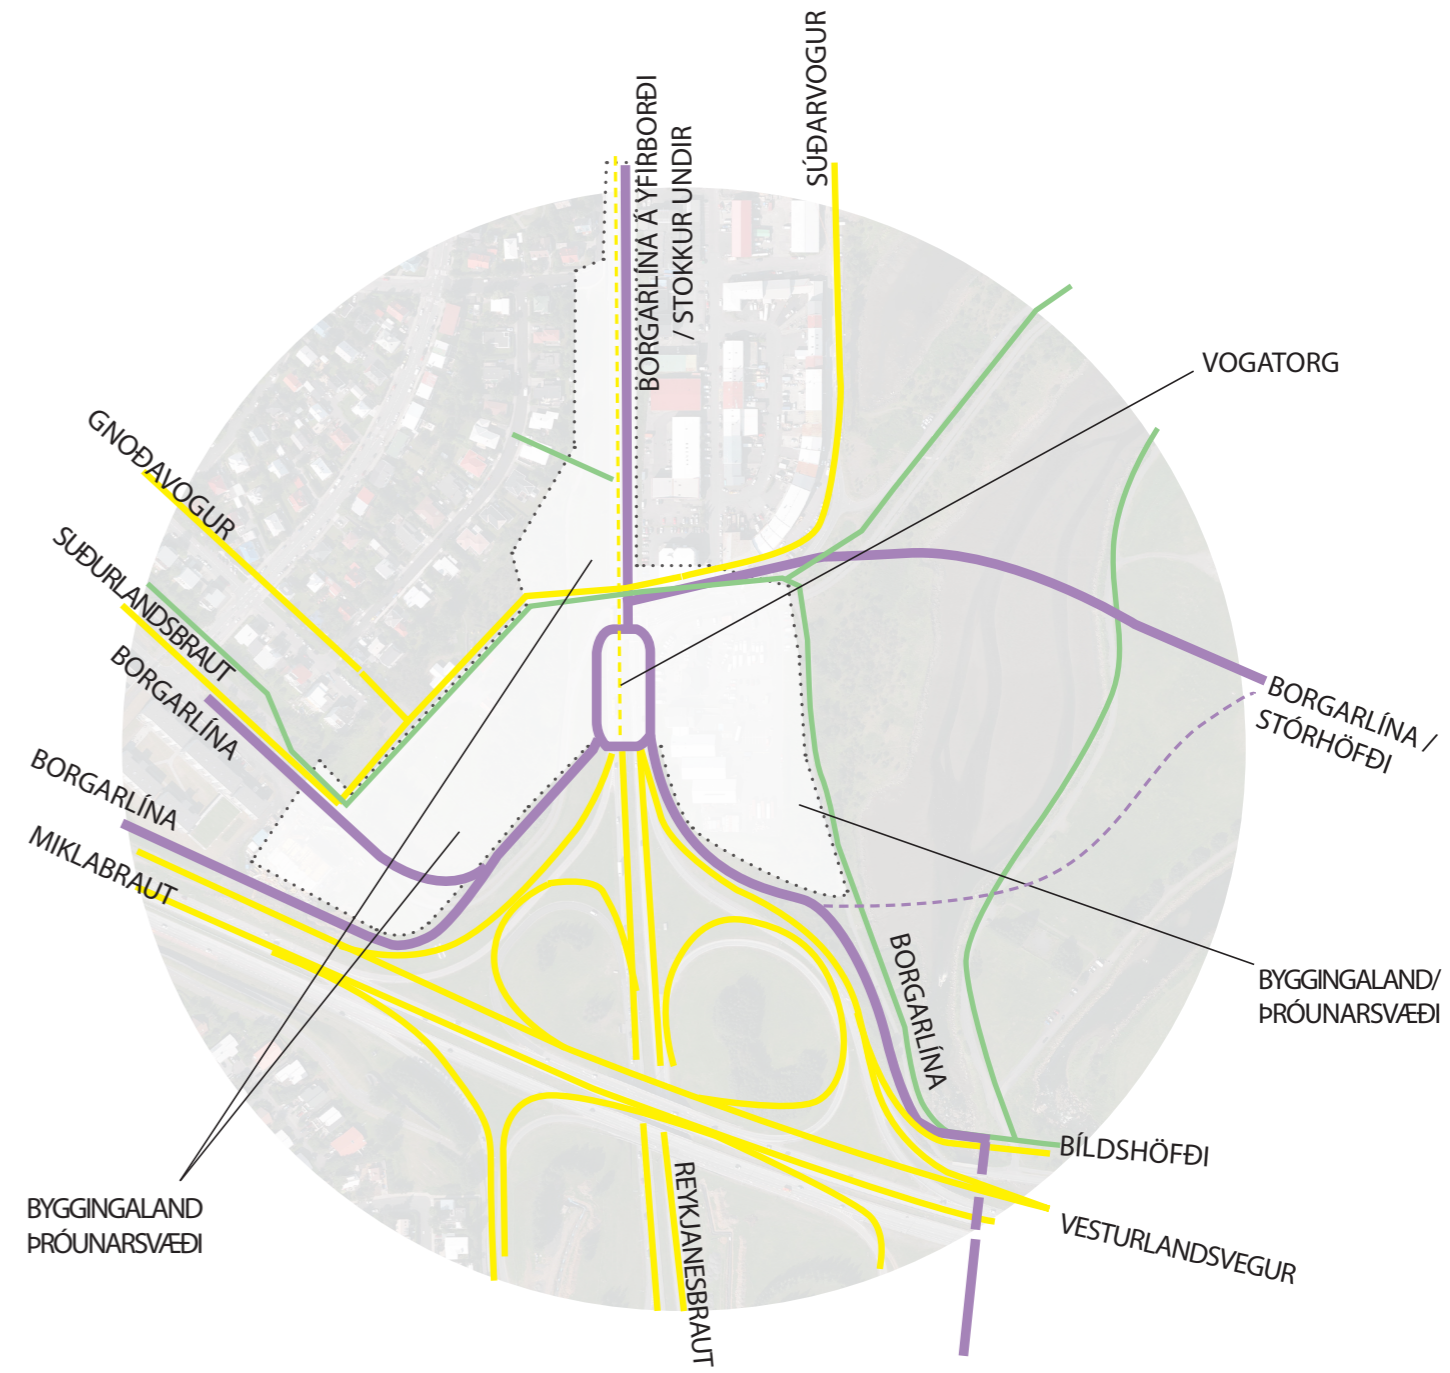 SÚÐARVOGUR
BORGARLÍNA Á YFIRBORÐI
/ STOKKUR UNDIR
VOGATORG
GNOÐAVOGUR
SUÐURLANDSBRAUT
BORGARLÍNA
BORGARLÍNA
MIKLABRAUT
BORGARLÍNA /
STÓRHÖFÐI
BORGARLÍNA
BYGGINGALAND/
ÞRÓUNARSVÆÐI
BÍLDSHÖFÐI
BYGGINGALAND
ÞRÓUNARSVÆÐI
REYKJANESBRAUT
VESTURLANDSVEGUR